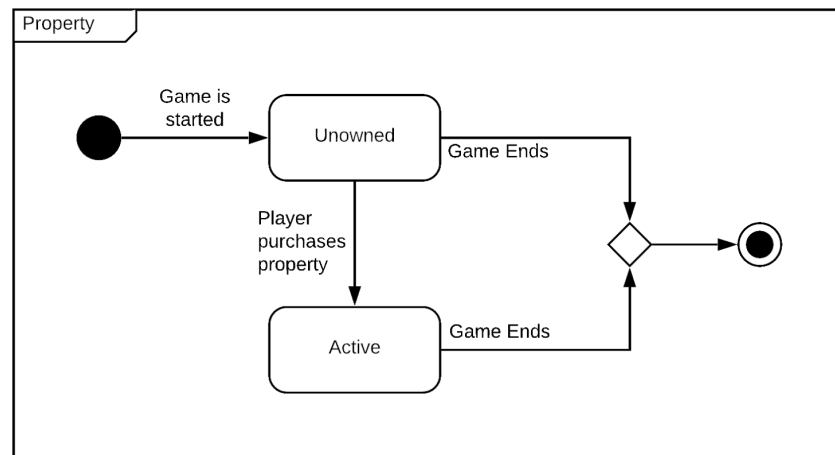 Property
Game is
started
Unowned
Game Ends
Player
purchases
property
Game Ends
Active